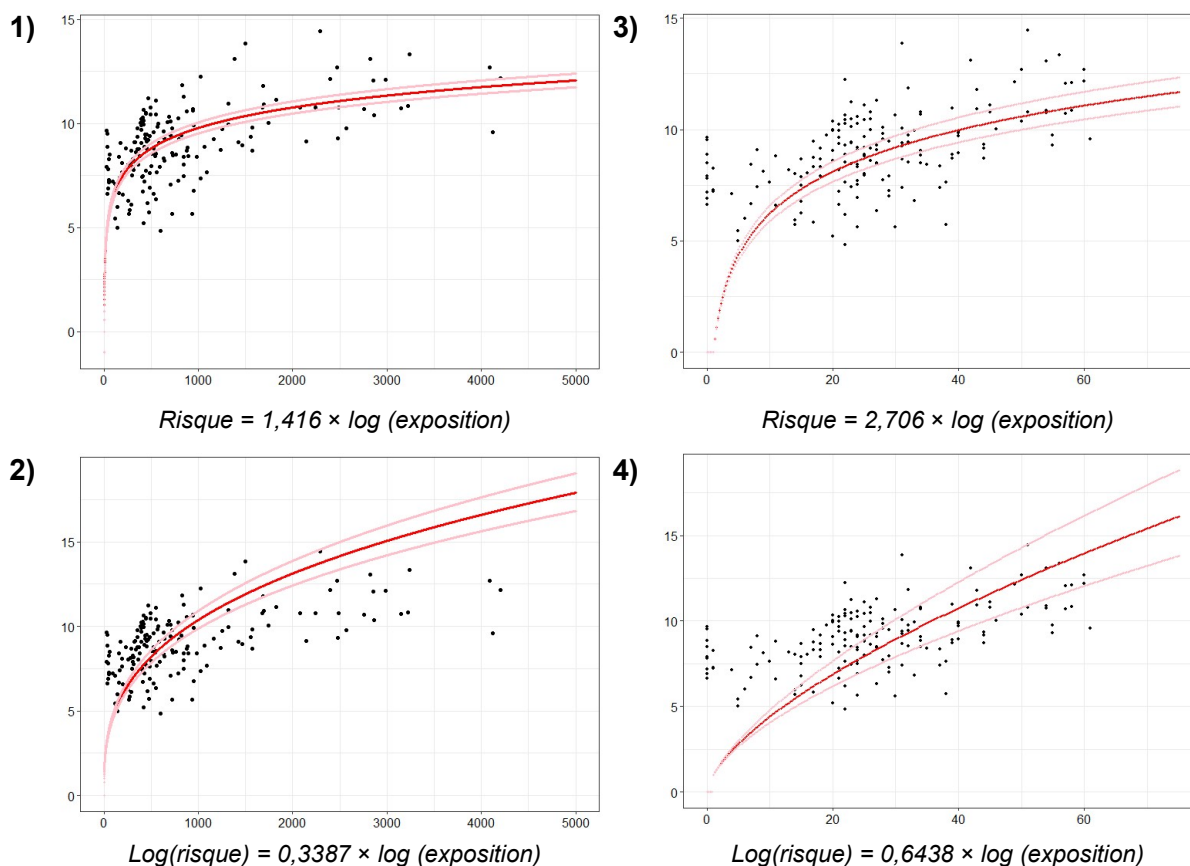 1)
15
10
5
0
0 1000 2000 3000 4000 5000
Risque = 1,416 × log (exposition)
3)
15
10
5
0
0 20 40 60
Risque = 2,706 × log (exposition)
2)
15
10
5
0
0 1000 2000 3000 4000 5000
Log(risque) = 0,3387 × log (exposition)
4)
15
10
5
0
0 20 40 60
Log(risque) = 0,6438 × log (exposition)